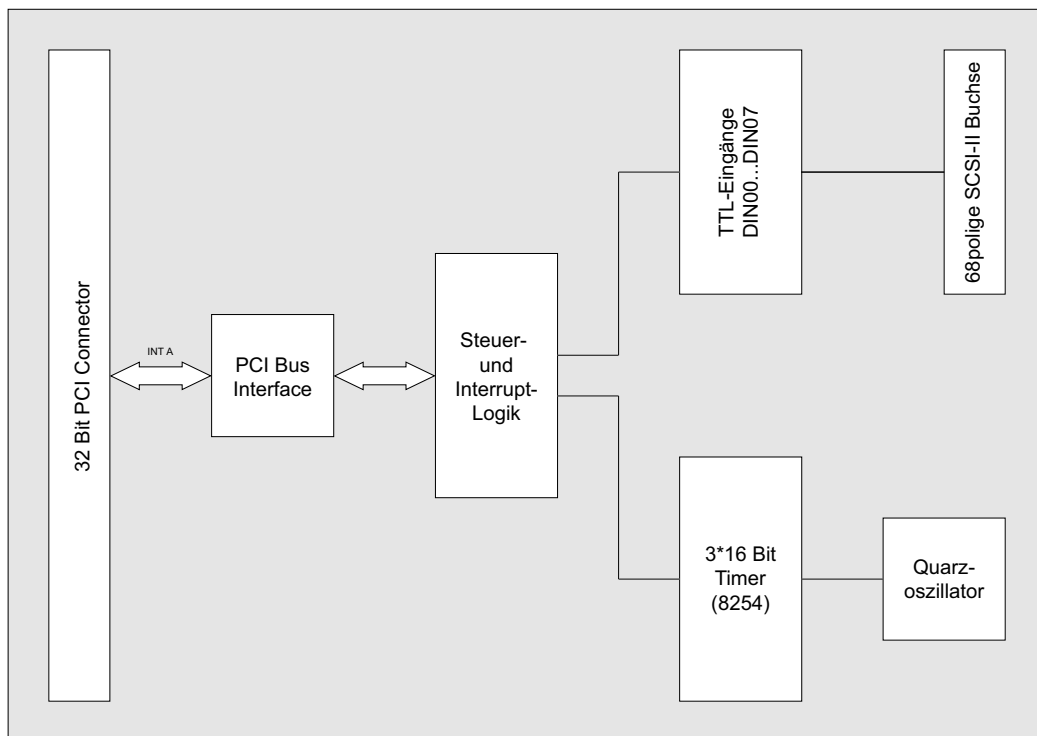 32 Bit PCI Connector
INT A
PCI Bus
Interface
Steuer-
und
Interrupt-
Logik
TTL-Eingänge
DIN00...DIN07
68polige SCSI-II Buchse
3*16 Bit
Timer
(8254)
Quarz-
oszillator